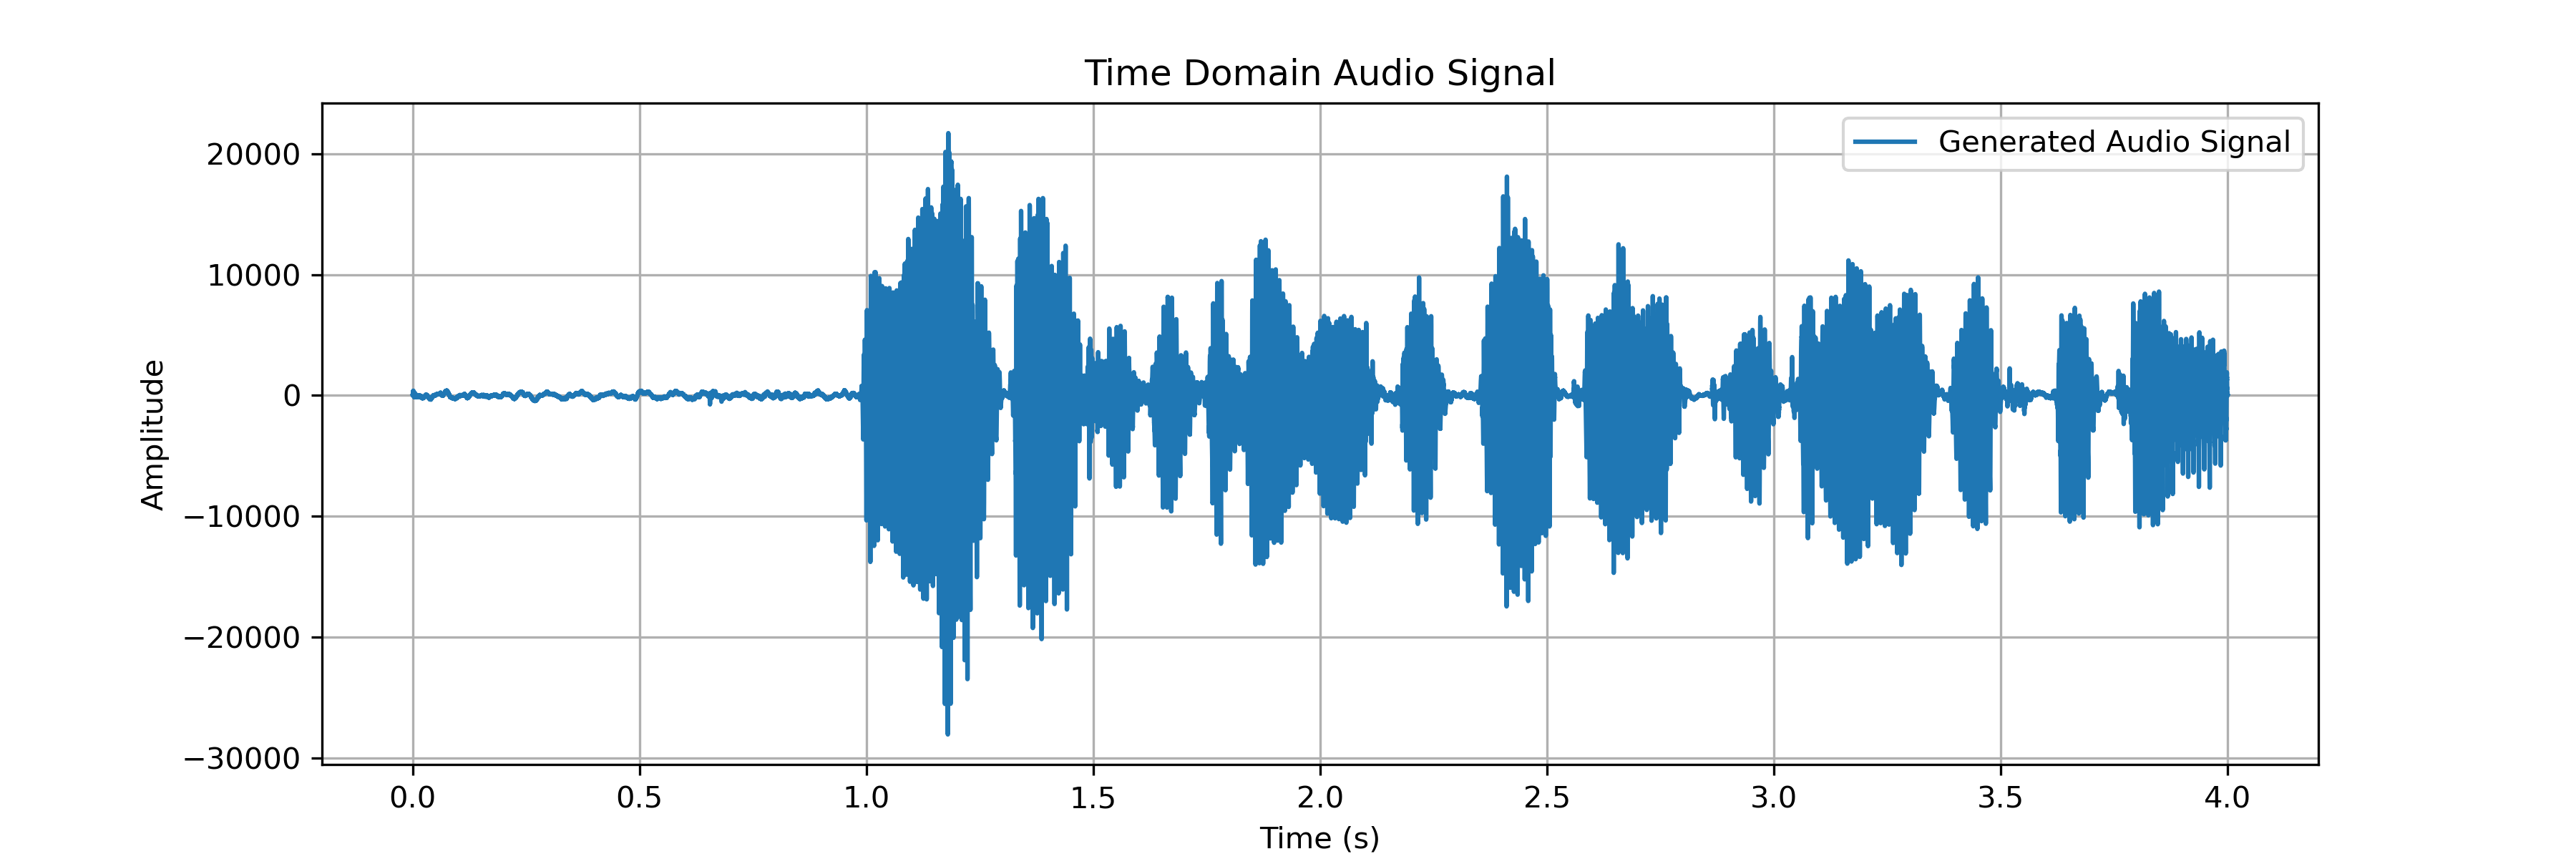 Time Domain Audio Signal
Generated Audio Signal
20000
10000
0
−10000
−20000
−30000
Amplitude
0.0 0.5 1.0 1.5 2.0 2.5 3.0 3.5 4.0
Time (s)